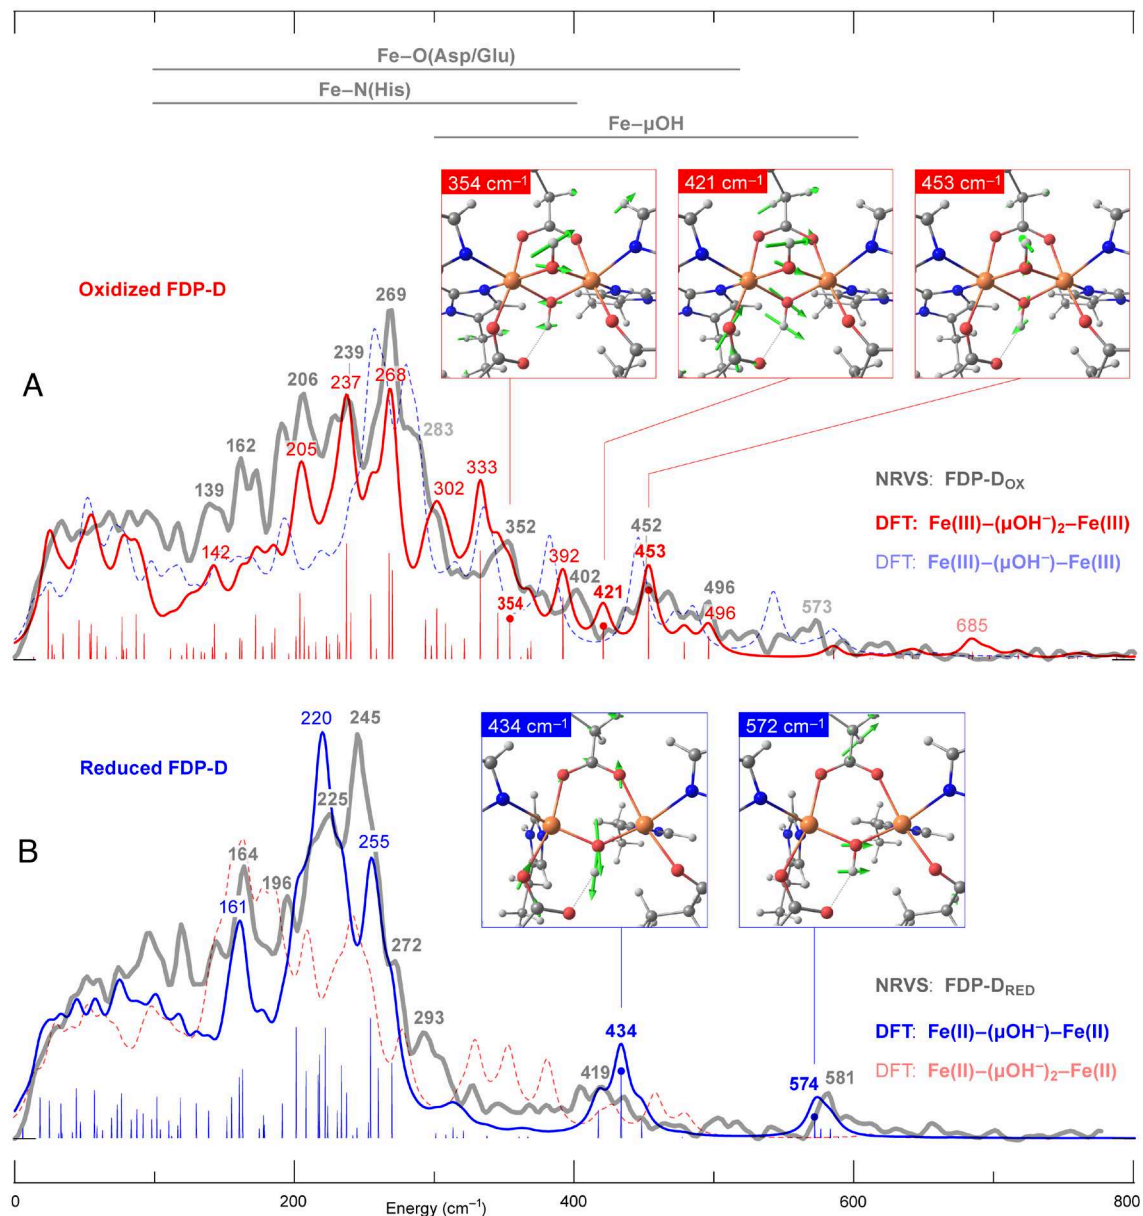 Fe–O(Asp/Glu)
Fe–N(His)
Fe–μOH
354 cm⁻¹
421 cm⁻¹
453 cm⁻¹
Oxidized FDP-D
A
269
239
206
237
268
283
162
205
139
142
302
333
352
354
392
402
421
452
453
496
496
573
685
NRVS: FDP-D_OX
DFT: Fe(III)–(μOH⁻)₂–Fe(III)
DFT: Fe(III)–(μOH⁻)–Fe(III)
434 cm⁻¹
572 cm⁻¹
Reduced FDP-D
B
220
245
225
255
164
196
161
272
293
419
434
574
581
NRVS: FDP-D_RED
DFT: Fe(II)–(μOH⁻)–Fe(II)
DFT: Fe(II)–(μOH⁻)₂–Fe(II)
0
200
400
600
800
Energy (cm⁻¹)